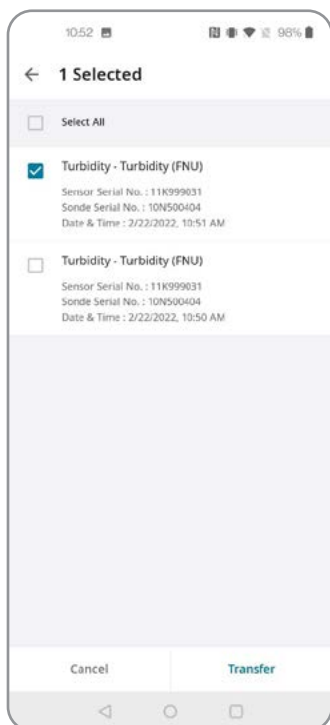 10:52 98%
← 1 Selected
Select All
Turbidity - Turbidity (FNU)
Sensor Serial No. : 11K999031
Sonde Serial No. : 10N500404
Date & Time : 2/22/2022, 10:51 AM
Turbidity - Turbidity (FNU)
Sensor Serial No. : 11K999031
Sonde Serial No. : 10N500404
Date & Time : 2/22/2022, 10:50 AM
Cancel Transfer